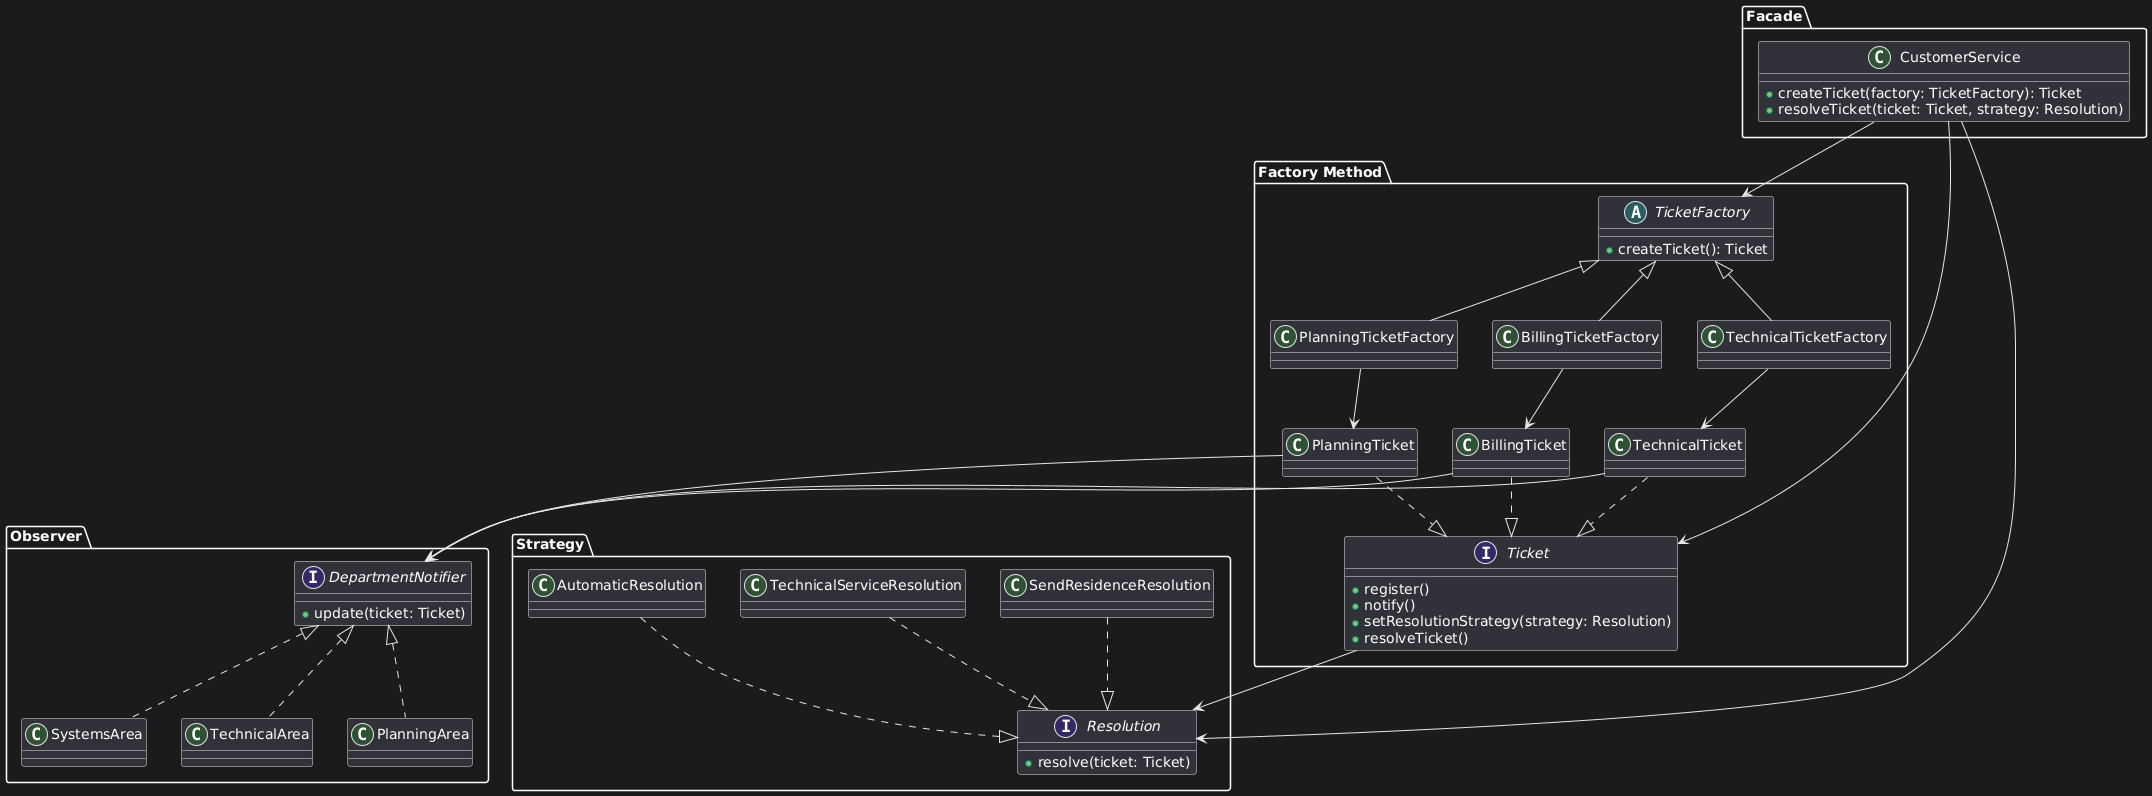 Facade
C CustomerService
createTicket(factory: TicketFactory): Ticket
resolveTicket(ticket: Ticket, strategy: Resolution)
Factory Method
A TicketFactory
createTicket(): Ticket
C PlanningTicketFactory
C BillingTicketFactory
C TechnicalTicketFactory
C PlanningTicket
C BillingTicket
C TechnicalTicket
I Ticket
register()
notify()
setResolutionStrategy(strategy: Resolution)
resolveTicket()
Observer
I DepartmentNotifier
update(ticket: Ticket)
C SystemsArea
C TechnicalArea
C PlanningArea
Strategy
C AutomaticResolution
C TechnicalServiceResolution
C SendResidenceResolution
I Resolution
resolve(ticket: Ticket)